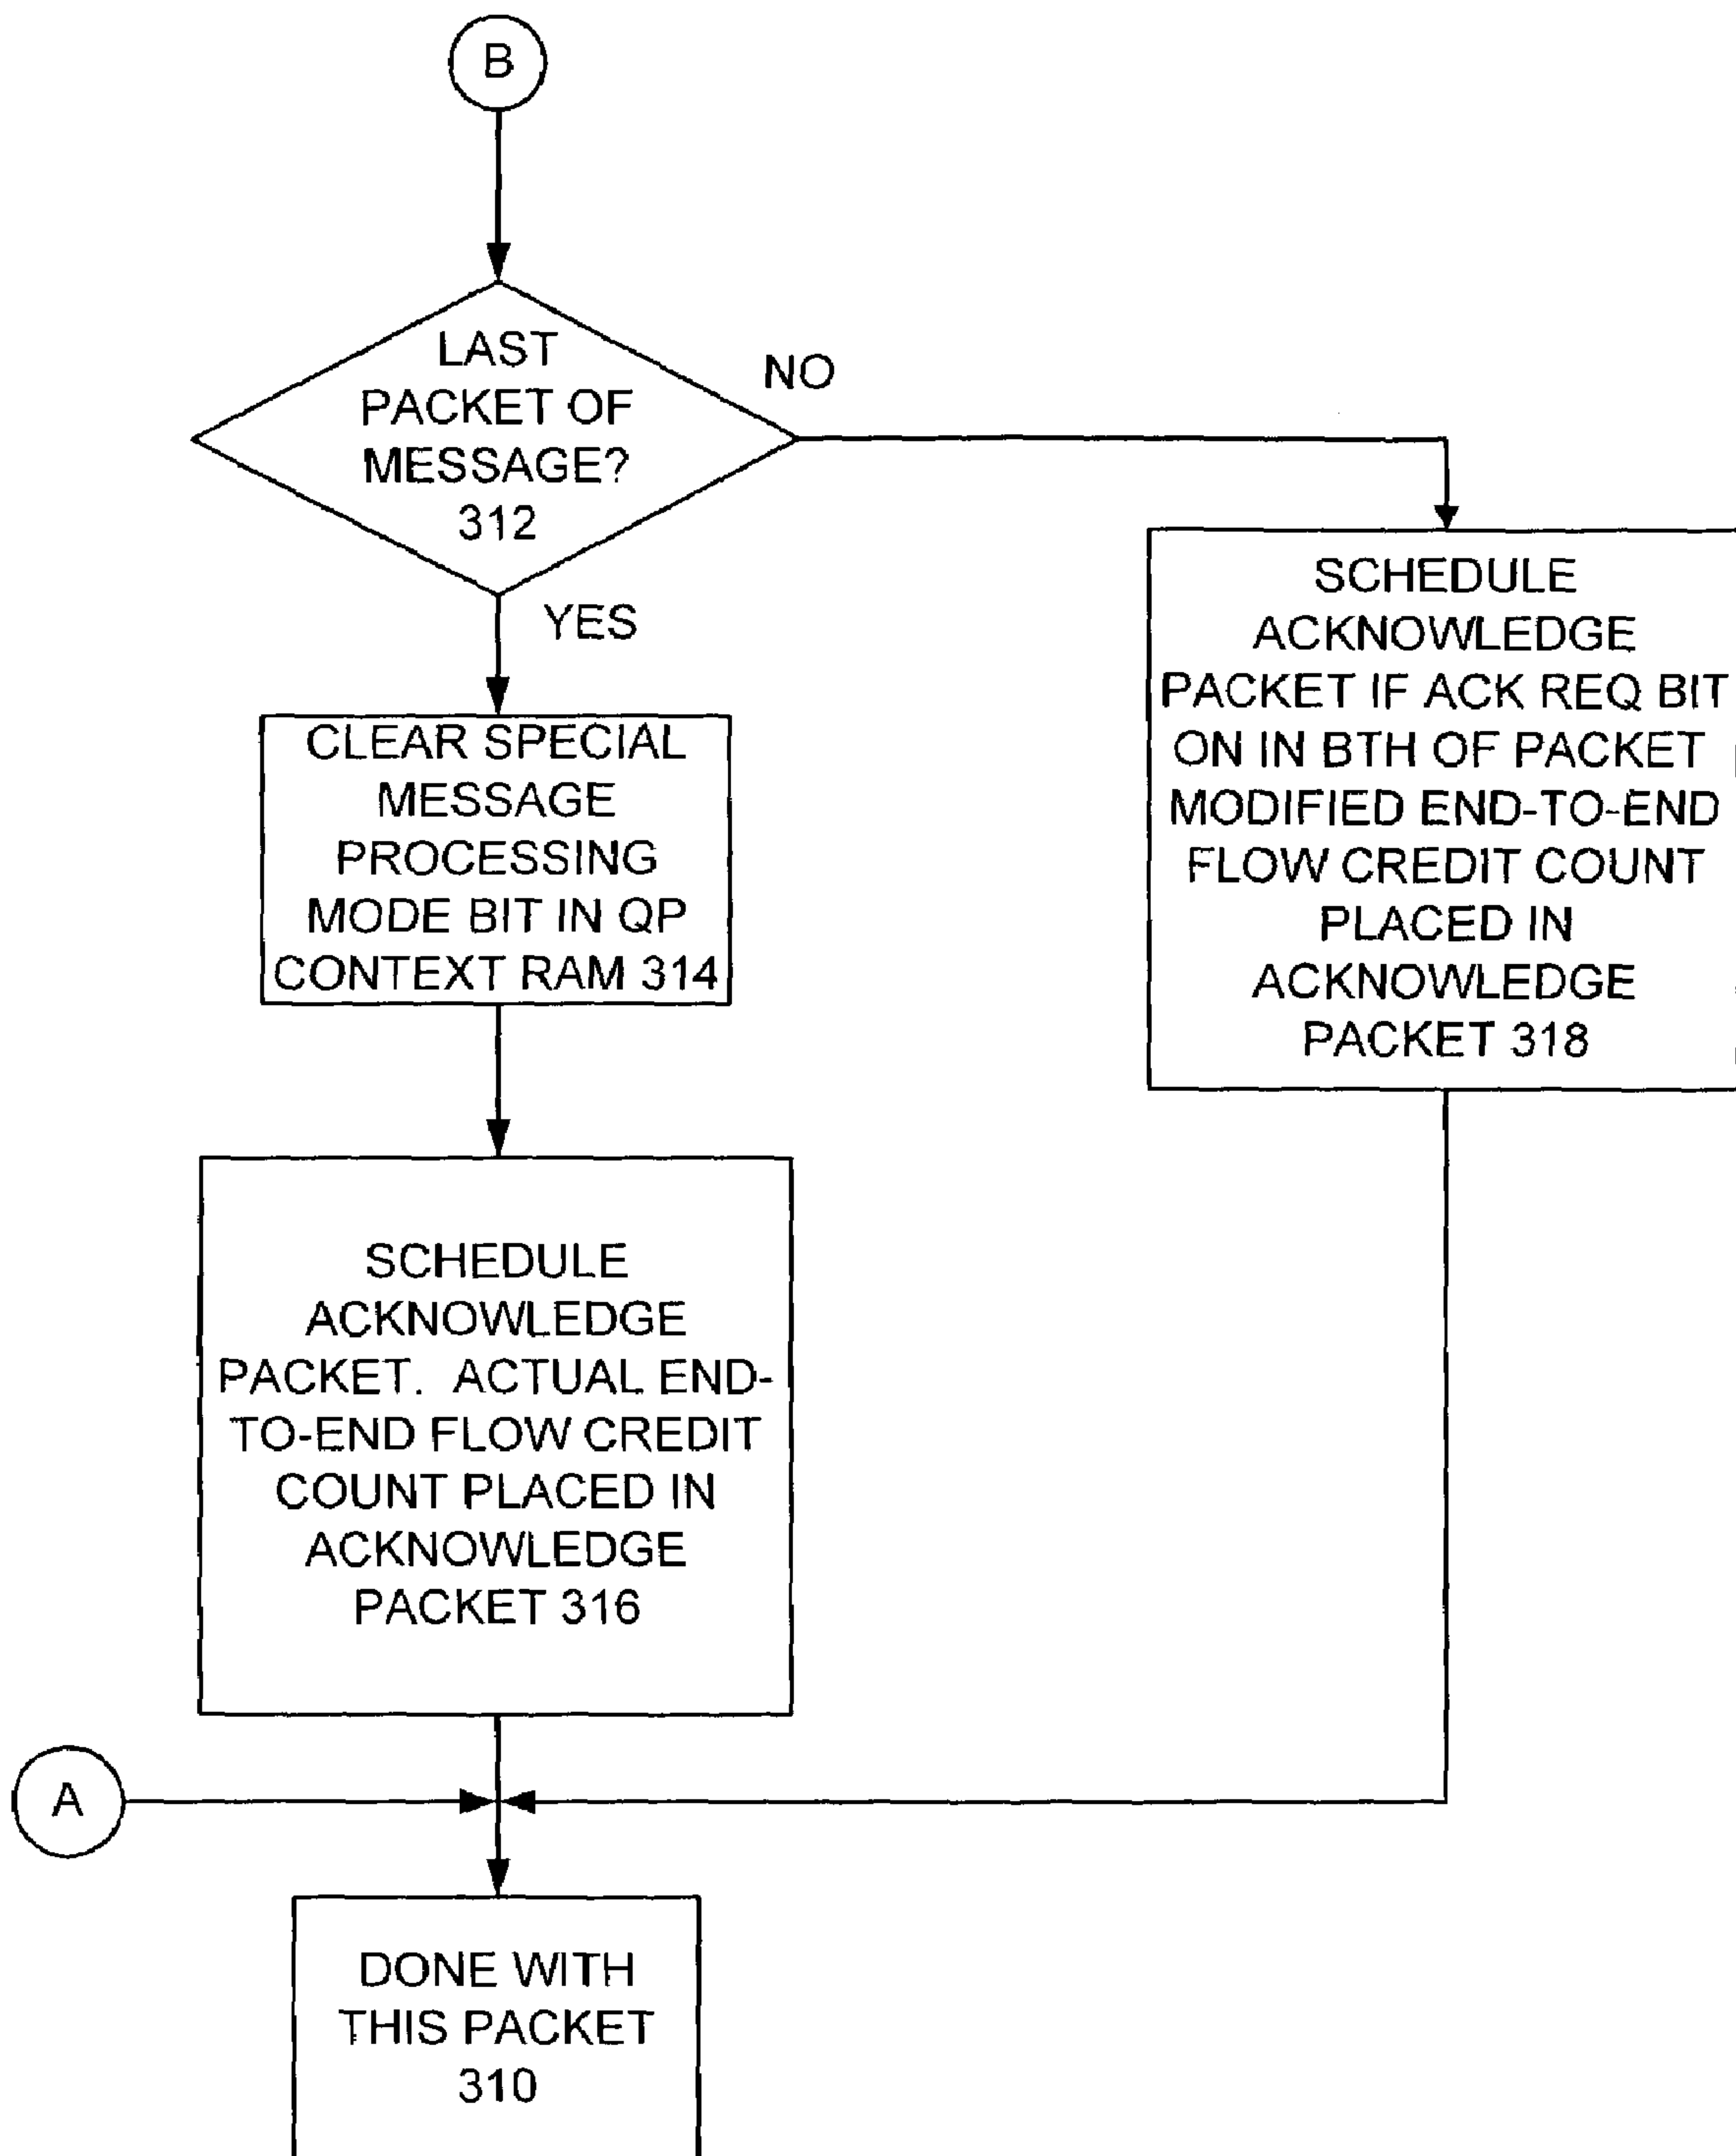 B
LAST
PACKET OF
MESSAGE?
312
NO
YES
CLEAR SPECIAL
MESSAGE
PROCESSING
MODE BIT IN QP
CONTEXT RAM 314
SCHEDULE
ACKNOWLEDGE
PACKET IF ACK REQ BIT
ON IN BTH OF PACKET
MODIFIED END-TO-END
FLOW CREDIT COUNT
PLACED IN
ACKNOWLEDGE
PACKET 318
SCHEDULE
ACKNOWLEDGE
PACKET. ACTUAL END-
TO-END FLOW CREDIT
COUNT PLACED IN
ACKNOWLEDGE
PACKET 316
A
DONE WITH
THIS PACKET
310